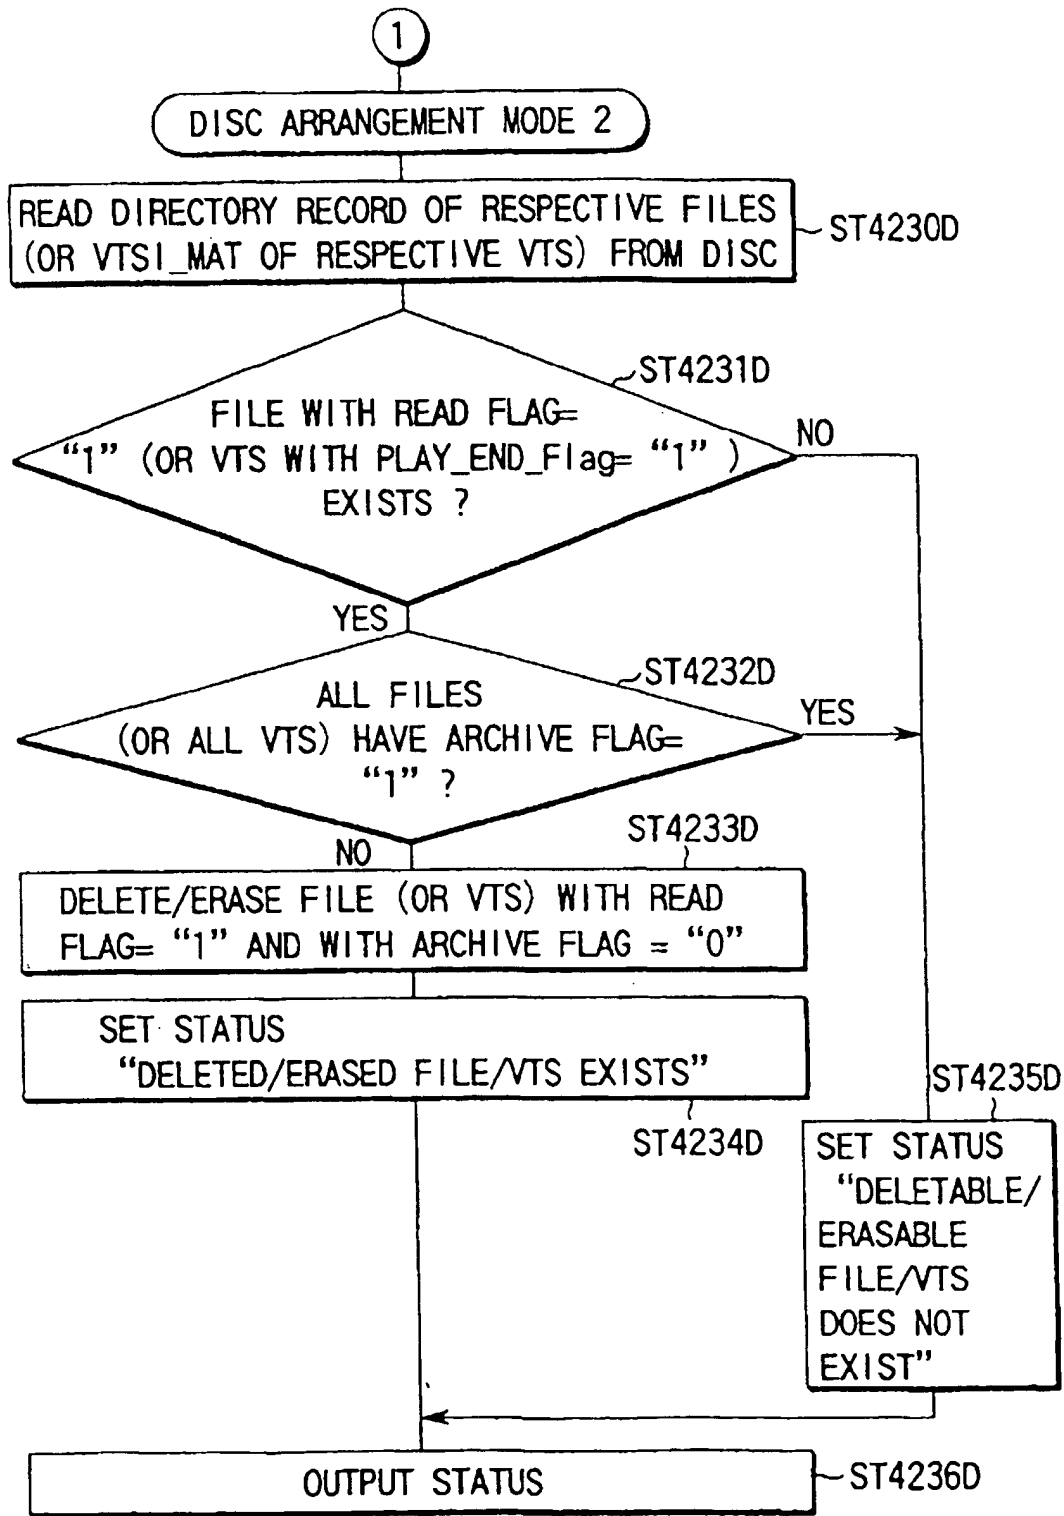 1
DISC ARRANGEMENT MODE 2
READ DIRECTORY RECORD OF RESPECTIVE FILES
(OR VTSI_MAT OF RESPECTIVE VTS) FROM DISC
ST4230D
ST4231D
FILE WITH READ FLAG=
“1” (OR VTS WITH PLAY_END_Flag= “1” )
EXISTS ?
NO
YES
ST4232D
ALL FILES
(OR ALL VTS) HAVE ARCHIVE FLAG=
“1” ?
YES
NO
ST4233D
DELETE/ERASE FILE (OR VTS) WITH READ
FLAG= “1” AND WITH ARCHIVE FLAG = “0”
SET STATUS
“DELETED/ERASED FILE/VTS EXISTS”
ST4234D
ST4235D
SET STATUS
“DELETABLE/
ERASABLE
FILE/VTS
DOES NOT
EXIST”
OUTPUT STATUS
ST4236D